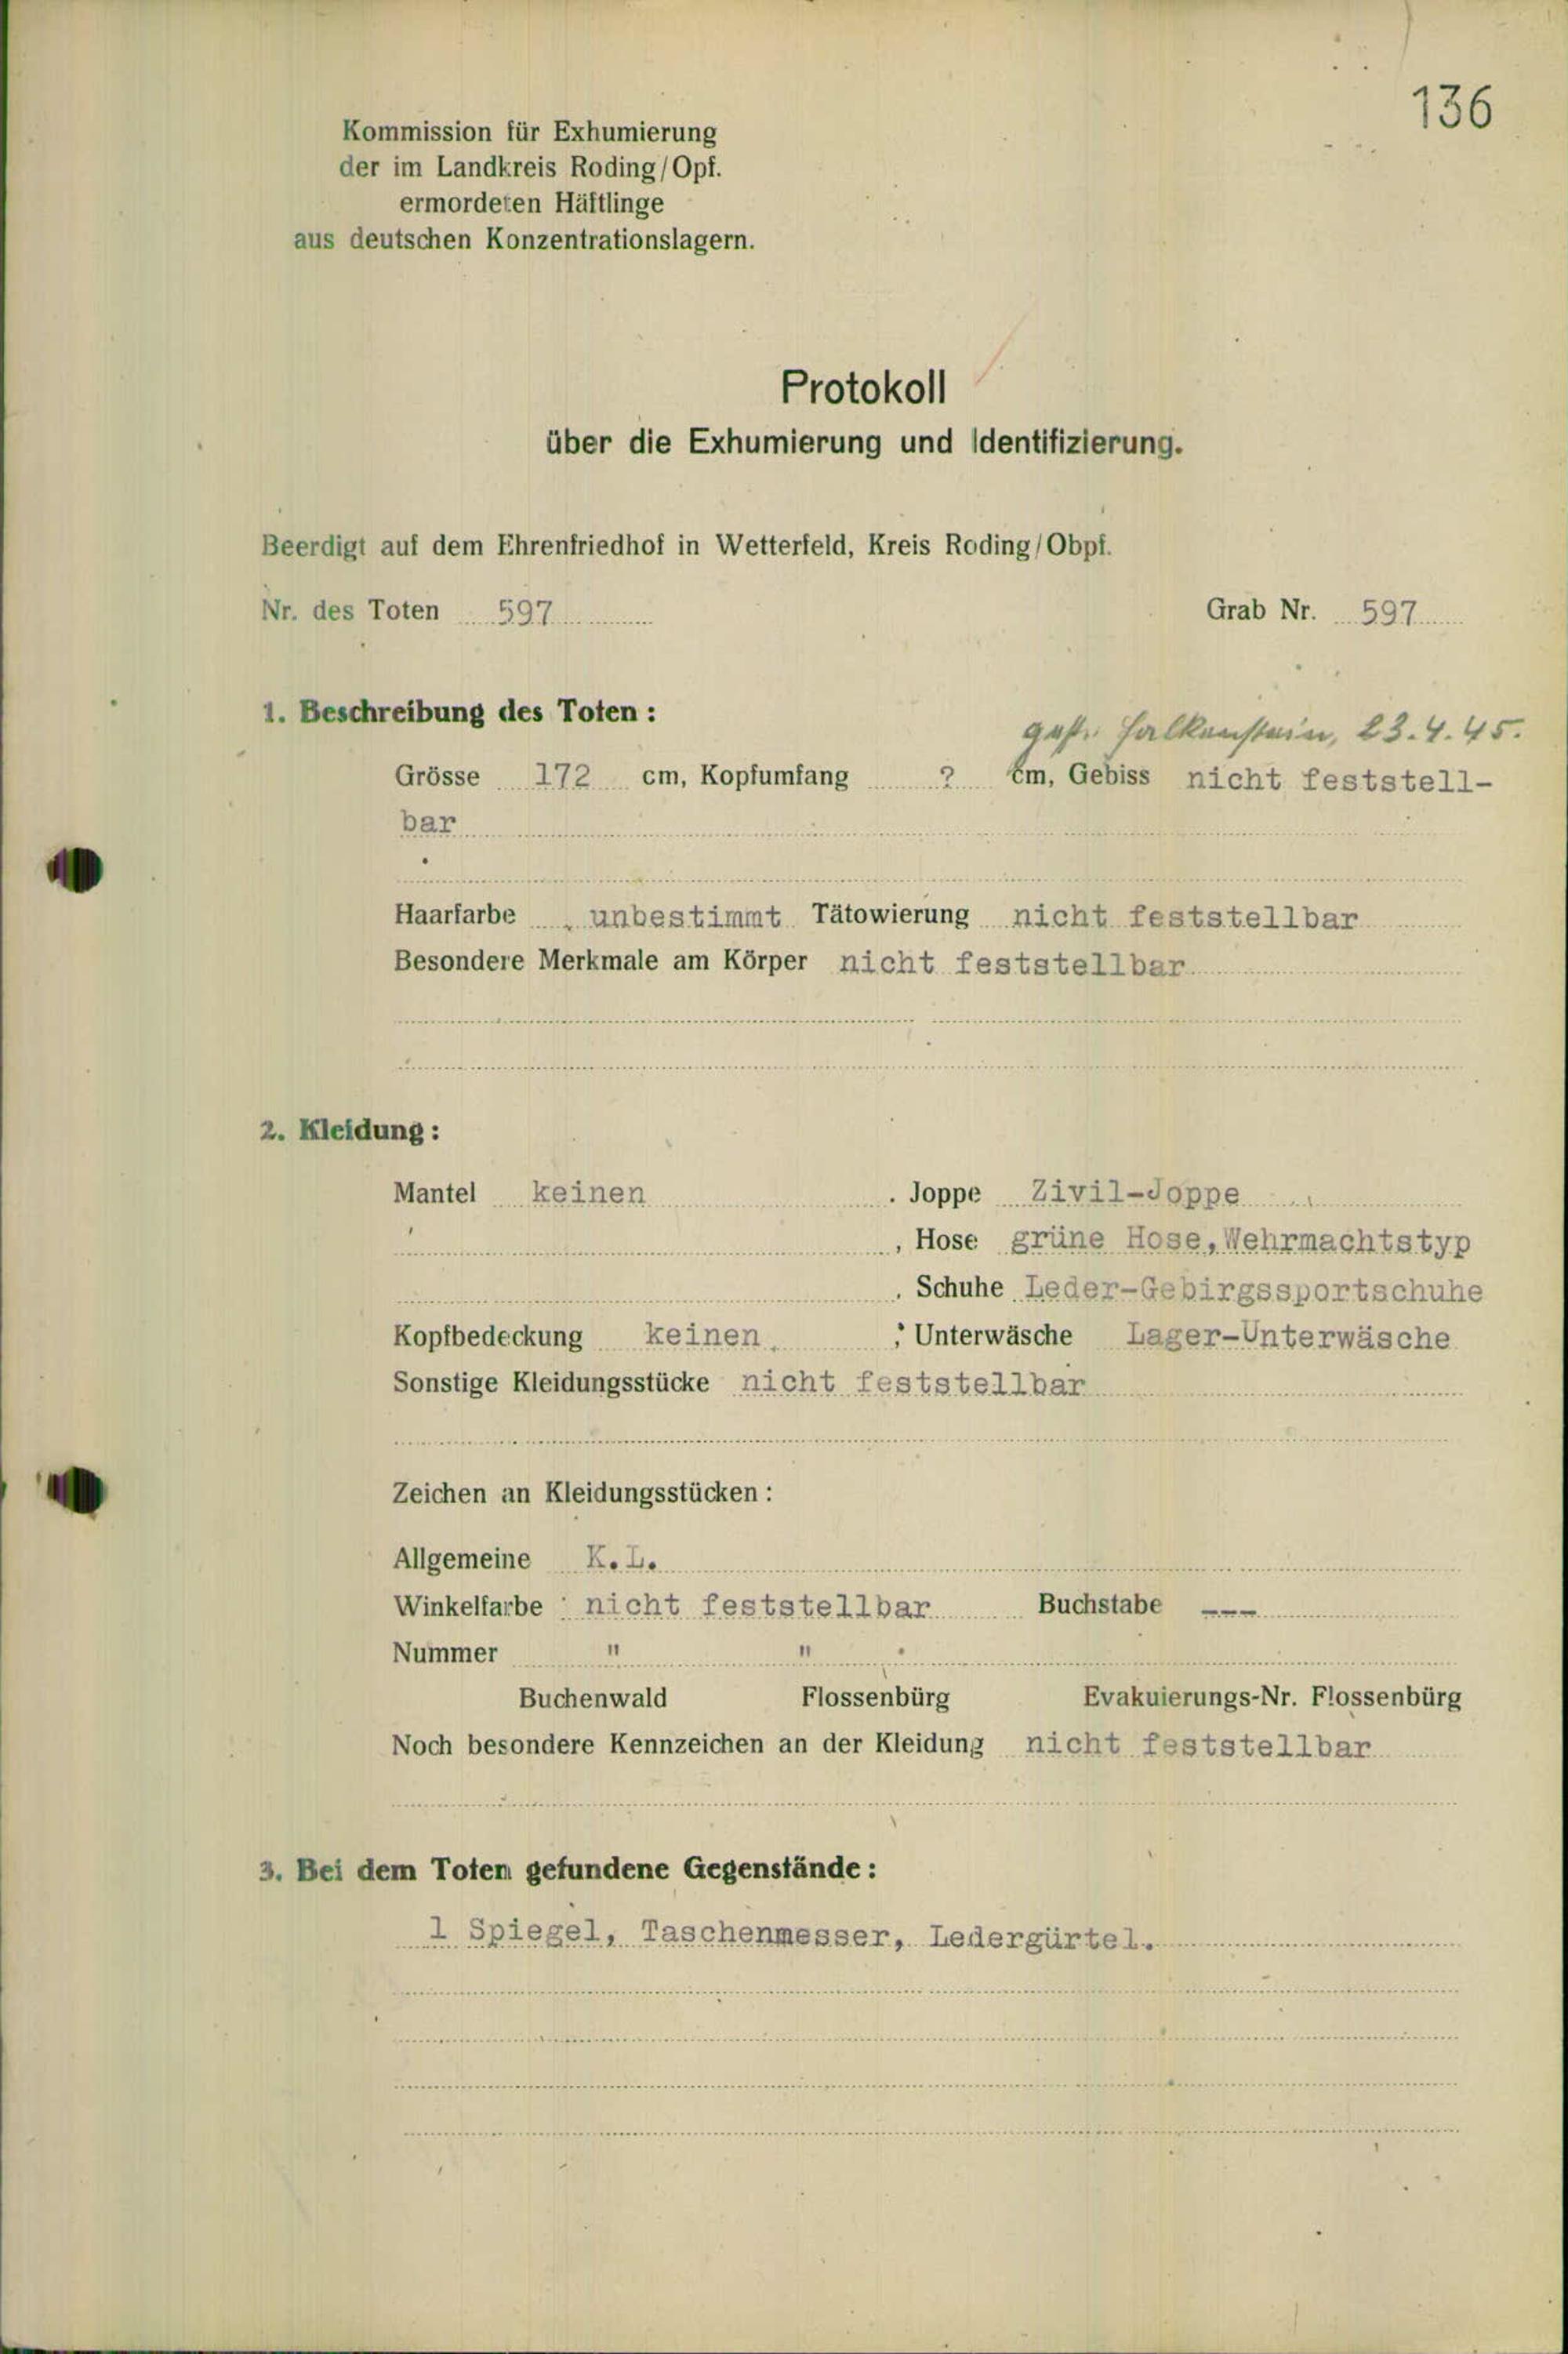 136
Kommission für Exhumierung
der im Landkreis Roding/Opf.
ermordeten Häftlinge
aus deutschen Konzentrationslagern.
Protokoll
über die Exhumierung und Identifizierung.
Beerdigt auf dem Ehrenfriedhof in Wetterfeld, Kreis Roding/Obpf.
Nr. des Toten 597 Grab Nr. 597
1. Beschreibung des Toten:
gest. Falkenstein, 23.4.45.
Grösse 172 cm, Kopfumfang ? cm, Gebiss nicht feststell-
bar
Haarfarbe unbestimmt Tätowierung nicht feststellbar
Besondere Merkmale am Körper nicht feststellbar
2. Kleidung:
Mantel keinen . Joppe Zivil-Joppe
, Hose grüne Hose,Wehrmachtstyp
. Schuhe Leder-Gebirgssportschuhe
Kopfbedeckung keinen ; Unterwäsche Lager-Unterwäsche
Sonstige Kleidungsstücke nicht feststellbar
Zeichen an Kleidungsstücken:
Allgemeine K.L.
Winkelfarbe : nicht feststellbar Buchstabe ---
Nummer " "
Buchenwald Flossenbürg Evakuierungs-Nr. Flossenbürg
Noch besondere Kennzeichen an der Kleidung nicht feststellbar
3. Bei dem Toten gefundene Gegenstände:
1 Spiegel, Taschenmesser, Ledergürtel.